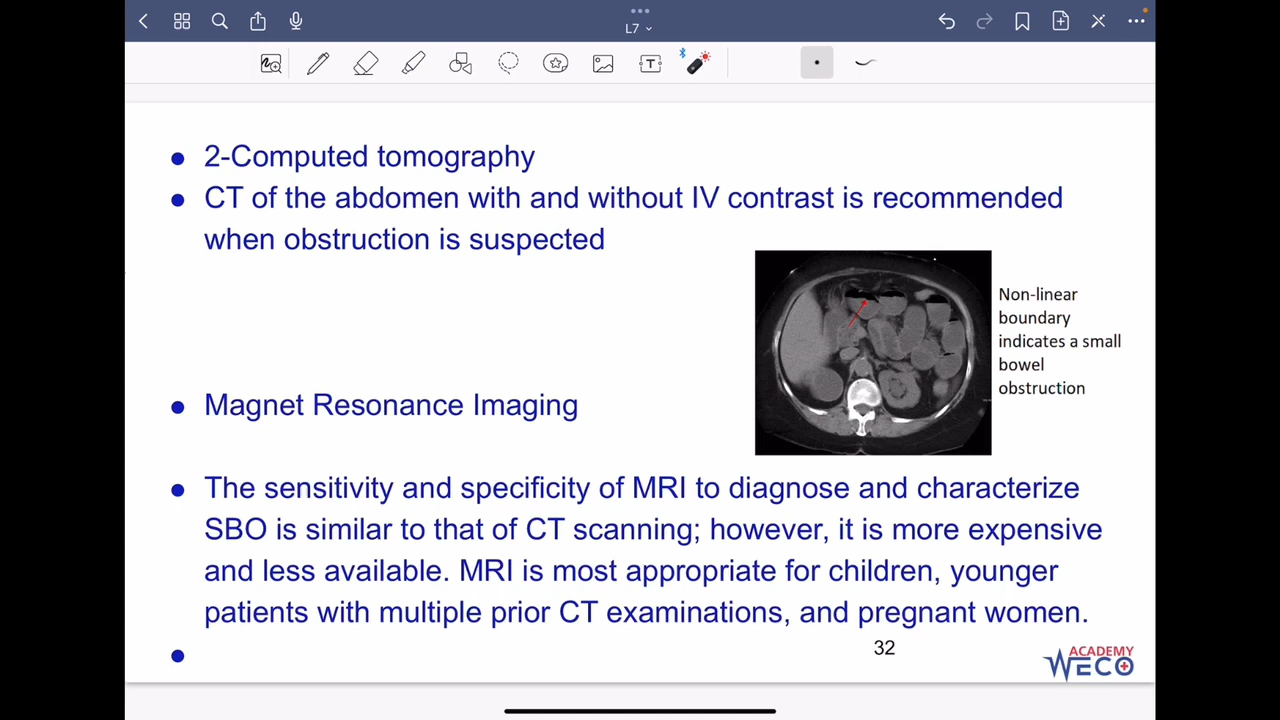 L7
2-Computed tomography
CT of the abdomen with and without IV contrast is recommended
when obstruction is suspected
Non-linear
boundary
indicates a small
bowel
obstruction
Magnet Resonance Imaging
The sensitivity and specificity of MRI to diagnose and characterize
SBO is similar to that of CT scanning; however, it is more expensive
and less available. MRI is most appropriate for children, younger
patients with multiple prior CT examinations, and pregnant women.
32
ACADEMY
WECO